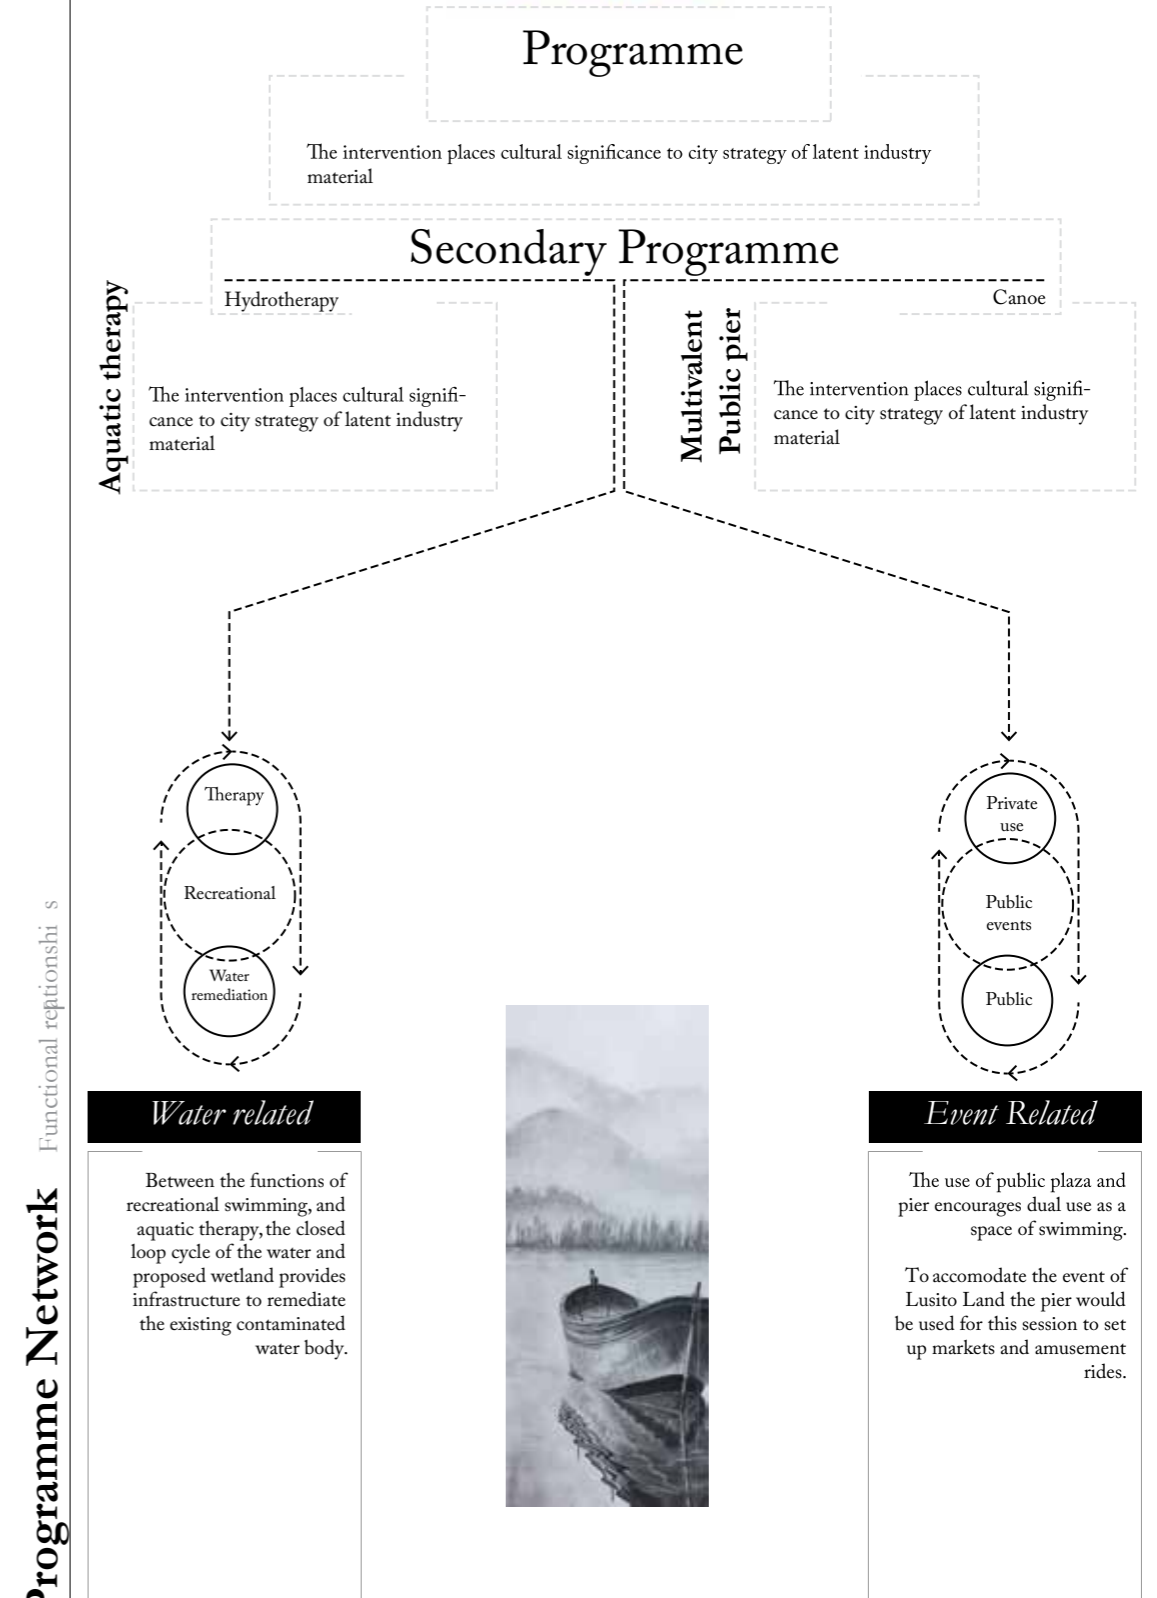 Programme
The intervention places cultural significance to city strategy of latent industry
material
Secondary Programme
Hydrotherapy
Canoe
Aquatic therapy
The intervention places cultural signifi-
cance to city strategy of latent industry
material
Multivalent
Public pier
The intervention places cultural signifi-
cance to city strategy of latent industry
material
Therapy
Recreational
Water
remediation
Private
use
Public
events
Public
Water related
Between the functions of
recreational swimming, and
aquatic therapy, the closed
loop cycle of the water and
proposed wetland provides
infrastructure to remediate
the existing contaminated
water body.
Event Related
The use of public plaza and
pier encourages dual use as a
space of swimming.
To accomodate the event of
Lusito Land the pier would
be used for this session to set
up markets and amusement
rides.
Programme Network
Functional